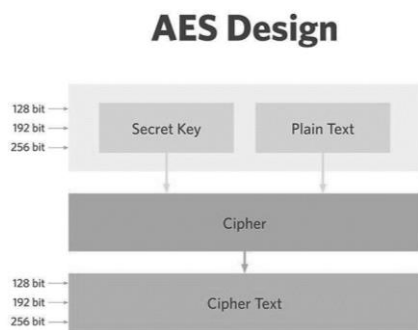 AES Design
128 bit
192 bit
256 bit
Secret Key
Plain Text
Cipher
128 bit
192 bit
256 bit
Cipher Text